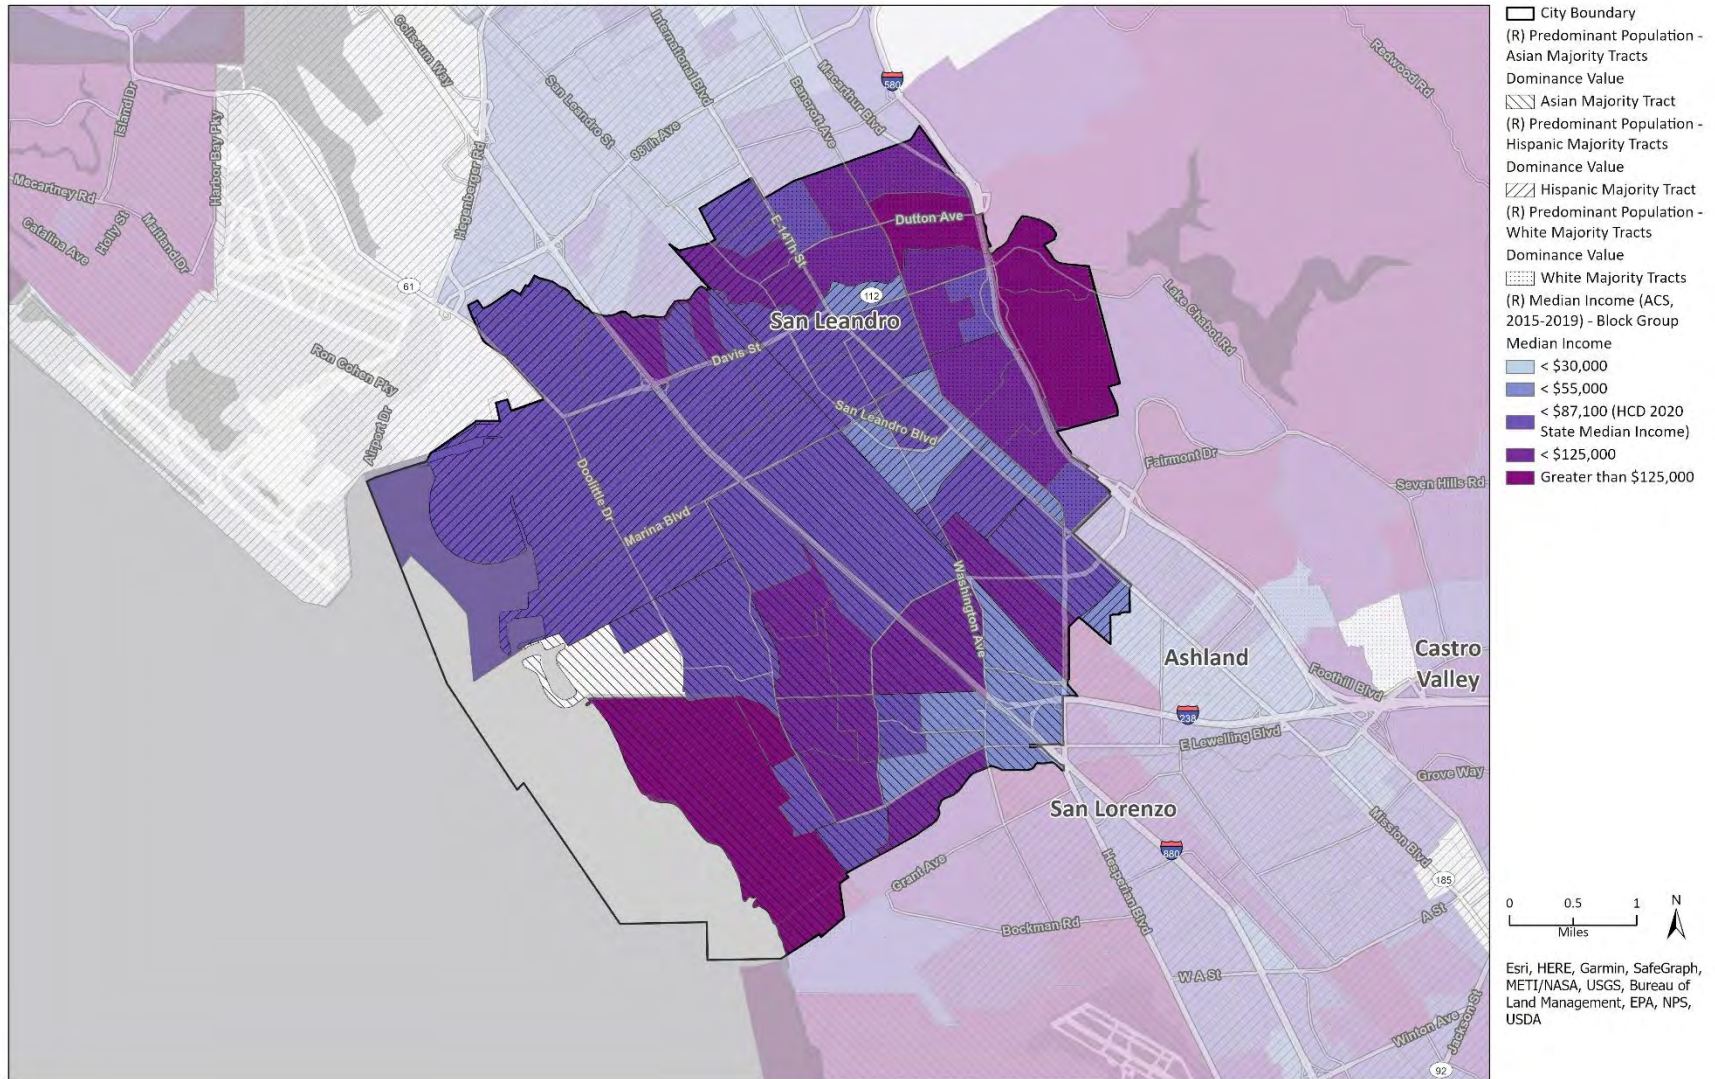 Coliseum Way
International Blvd
San Leandro St
Bancroft Ave
Macarthur Blvd
580
Redwood Rd
Island Dr
Harbor Bay Pky
98Th Ave
Hegenberger Rd
Mecartney Rd
Holly St
Maitland Dr
Catalina Ave
E 14Th St
Dutton Ave
61
112
San Leandro
Lake Chabot Rd
Ron Cohen Pky
Davis St
Airport Dr
San Leandro Blvd
Doolittle Dr
Marina Blvd
Fairmont Dr
Seven Hills Rd
Washington Ave
Ashland
Castro
Valley
Foothill Blvd
238
E Lewelling Blvd
Grove Way
San Lorenzo
Mission Blvd
880
Grant Ave
Hesperian Blvd
185
A St
Bockman Rd
W A St
Winton Ave
Jackson St
92
City Boundary
(R) Predominant Population -
Asian Majority Tracts
Dominance Value
Asian Majority Tract
(R) Predominant Population -
Hispanic Majority Tracts
Dominance Value
Hispanic Majority Tract
(R) Predominant Population -
White Majority Tracts
Dominance Value
White Majority Tracts
(R) Median Income (ACS,
2015-2019) - Block Group
Median Income
< $30,000
< $55,000
< $87,100 (HCD 2020
State Median Income)
< $125,000
Greater than $125,000
0 0.5 1
Miles
N
Esri, HERE, Garmin, SafeGraph,
METI/NASA, USGS, Bureau of
Land Management, EPA, NPS,
USDA